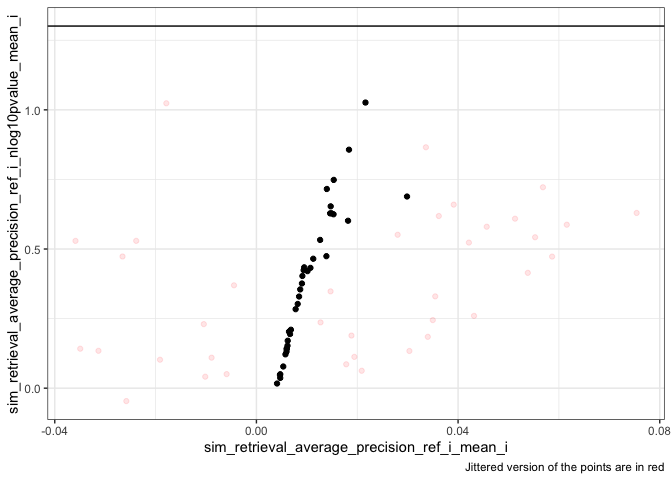 sim_retrieval_average_precision_ref_i_nlog10pvalue_mean_i
1.0
0.5
0.0
-0.04
0.00
0.04
0.08
sim_retrieval_average_precision_ref_i_mean_i
Jittered version of the points are in red